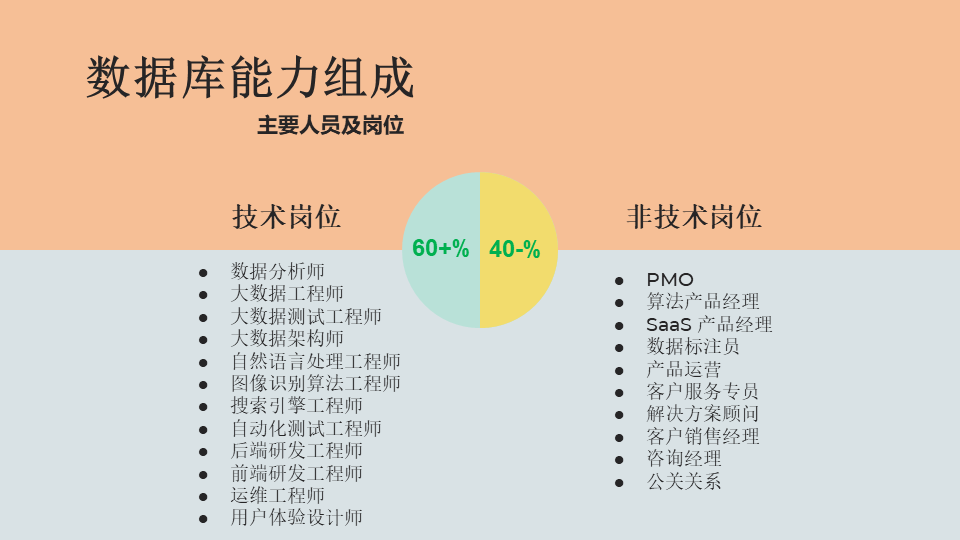 数据库能力组成
主要人员及岗位
技术岗位
60+%
40-%
非技术岗位
● 数据分析师
● 大数据工程师
● 大数据测试工程师
● 大数据架构师
● 自然语言处理工程师
● 图像识别算法工程师
● 搜索引擎工程师
● 自动化测试工程师
● 后端研发工程师
● 前端研发工程师
● 运维工程师
● 用户体验设计师
● PMO
● 算法产品经理
● SaaS 产品经理
● 数据标注员
● 产品运营
● 客户服务专员
● 解决方案顾问
● 客户销售经理
● 咨询经理
● 公关关系